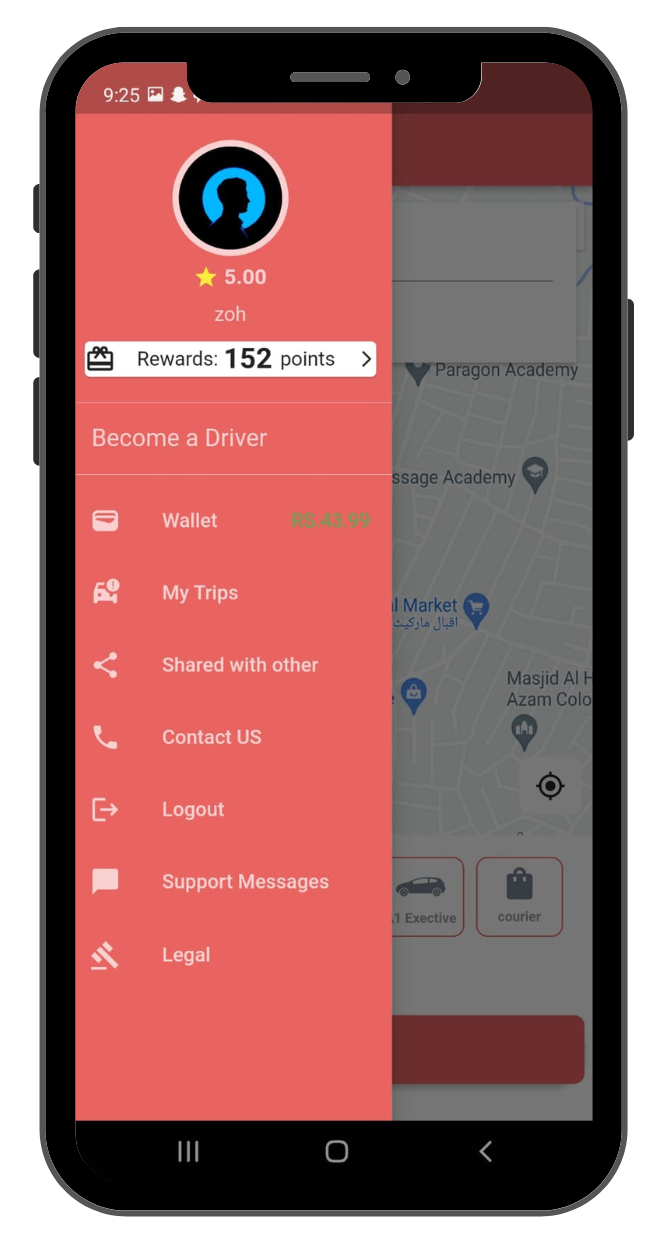 9:25
5.00
zoh
Rewards: 152 points
Become a Driver
Wallet RS.43.99
My Trips
Shared with other
Contact US
Logout
Support Messages
Legal
Paragon Academy
ssage Academy
l Market
اقبال مارکیٹ
Masjid Al H
Azam Colo
1 Exective
courier